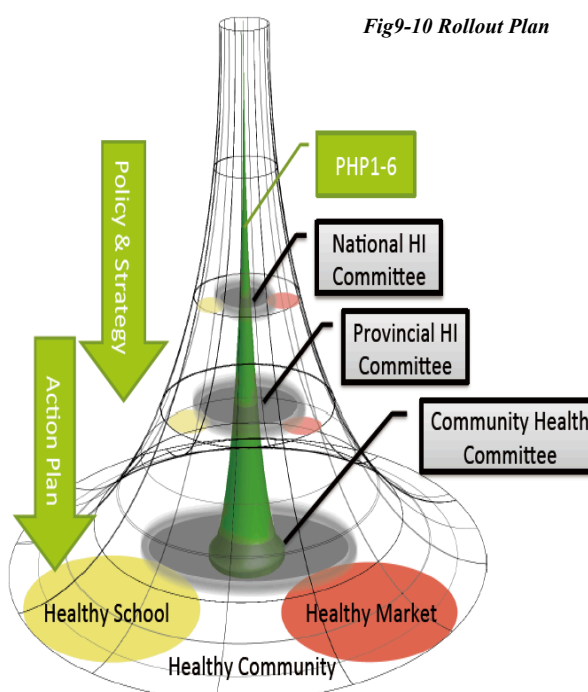 Fig9-10 Rollout Plan
PHP1-6
Policy & Strategy
National HI
Committee
Provincial HI
Committee
Action Plan
Community Health
Committee
Healthy School
Healthy Market
Healthy Community